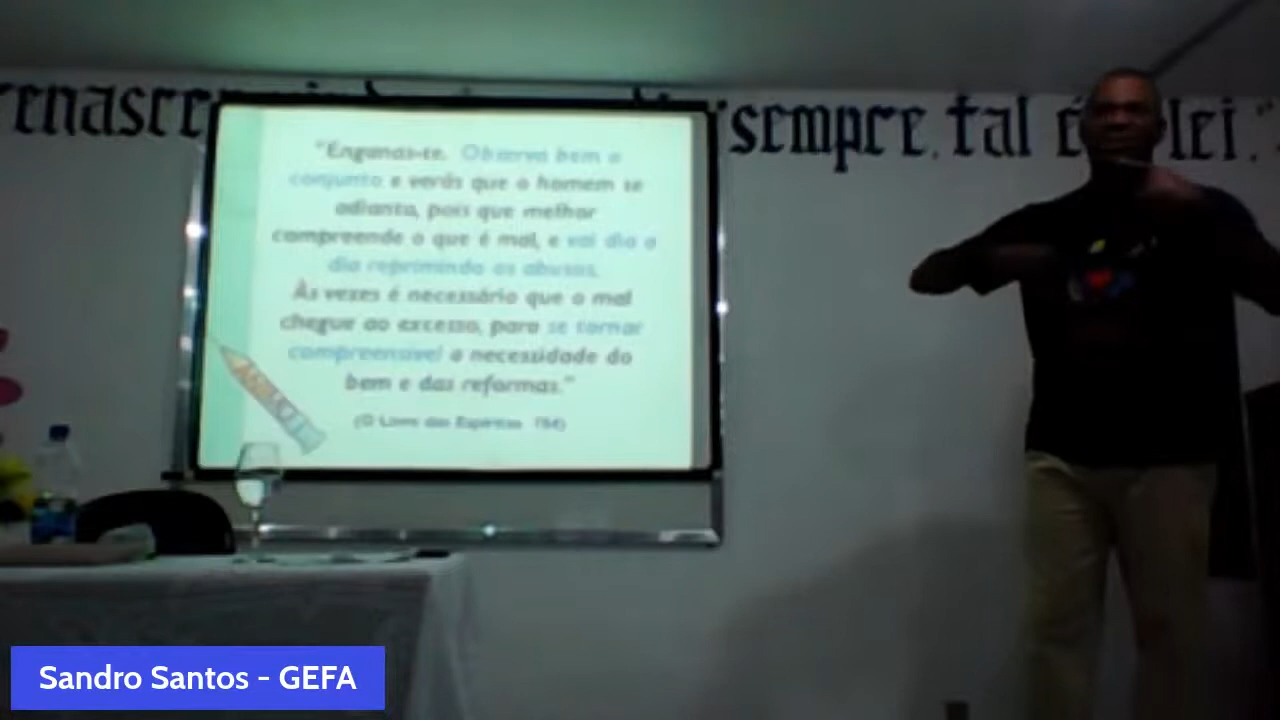 renascer
sempre, tal é lei."
"Enganas-te. Observa bem o
conjunto e verás que o homem se
adianta, pois que melhor
compreende o que é mal, e vai dia a
dia reprimindo os abusos.
Às vezes é necessário que o mal
chegue ao excesso, para se tornar
compreensível a necessidade do
bem e das reformas."
(O Livro dos Espíritos 784)
Sandro Santos - GEFA